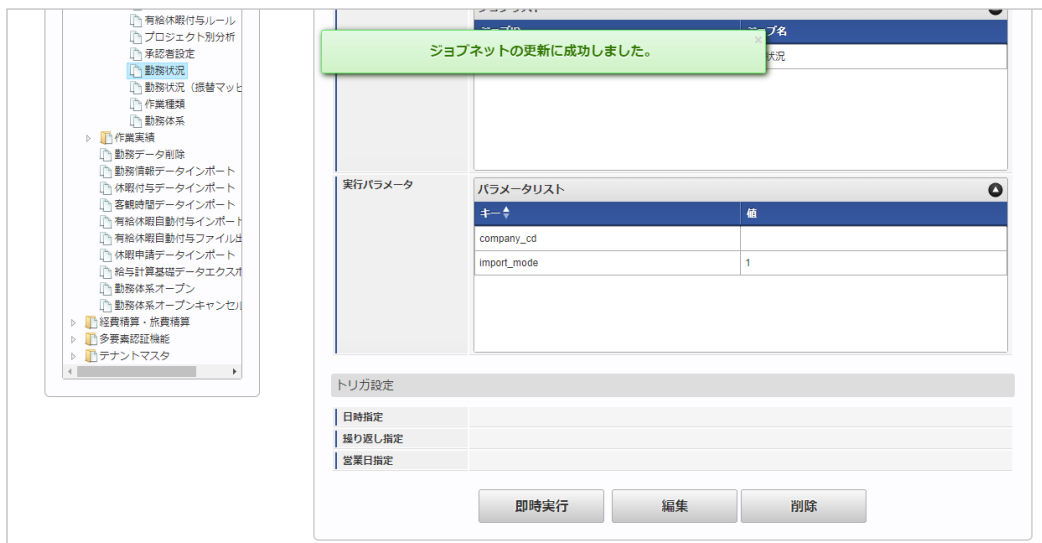 有給休暇付与ルール
プロジェクト別分析
承認者設定
勤務状況
勤務状況（振替マッピ
作業種類
勤務体系
作業実績
勤務データ削除
勤務情報データインポート
休暇付与データインポート
客観時間データインポート
有給休暇自動付与インポート
有給休暇自動付与ファイル出
休暇申請データインポート
給与計算基礎データエクスポ
勤務体系オープン
勤務体系オープンキャンセル
経費精算・旅費精算
多要素認証機能
テナントマスタ
ジョブネットの更新に成功しました。
×
状況
実行パラメータ
パラメータリスト
キー 値
company_cd
import_mode 1
トリガ設定
日時指定
繰り返し指定
営業日指定
即時実行 編集 削除